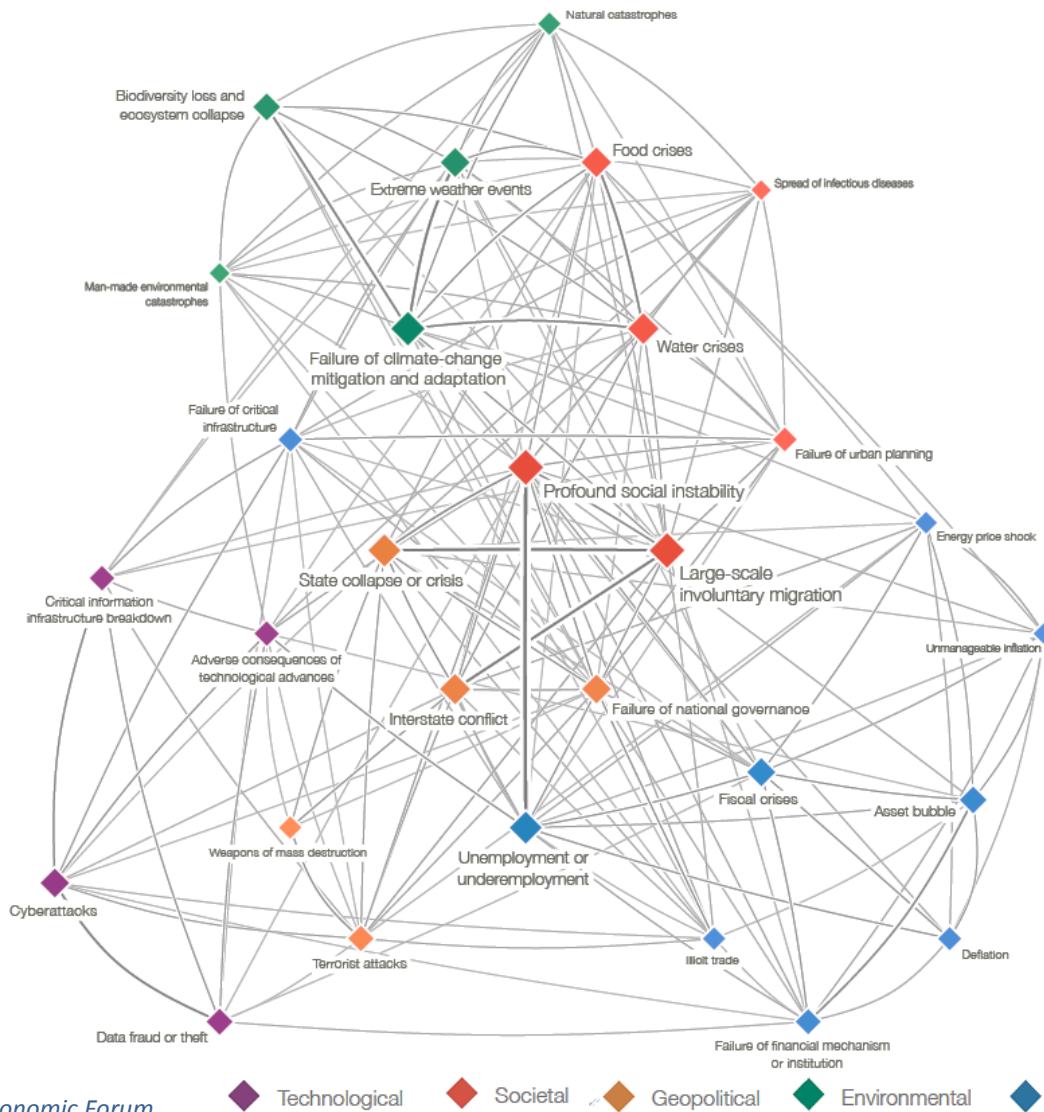 Natural catastrophes
Biodiversity loss and
ecosystem collapse
Food crises
Extreme weather events
Spread of infectious diseases
Man-made environmental
catastrophes
Water crises
Failure of climate-change
mitigation and adaptation
Failure of critical
infrastructure
Failure of urban planning
Profound social instability
Energy price shock
State collapse or crisis
Large-scale
involuntary migration
Critical information
infrastructure breakdown
Unmanageable inflation
Adverse consequences of
technological advances
Interstate conflict
Failure of national governance
Fiscal crises
Asset bubble
Weapons of mass destruction
Unemployment or
underemployment
Cyberattacks
Terrorist attacks
Illicit trade
Deflation
Data fraud or theft
Failure of financial mechanism
or institution
Technological
Societal
Geopolitical
Environmental
onomic Forum